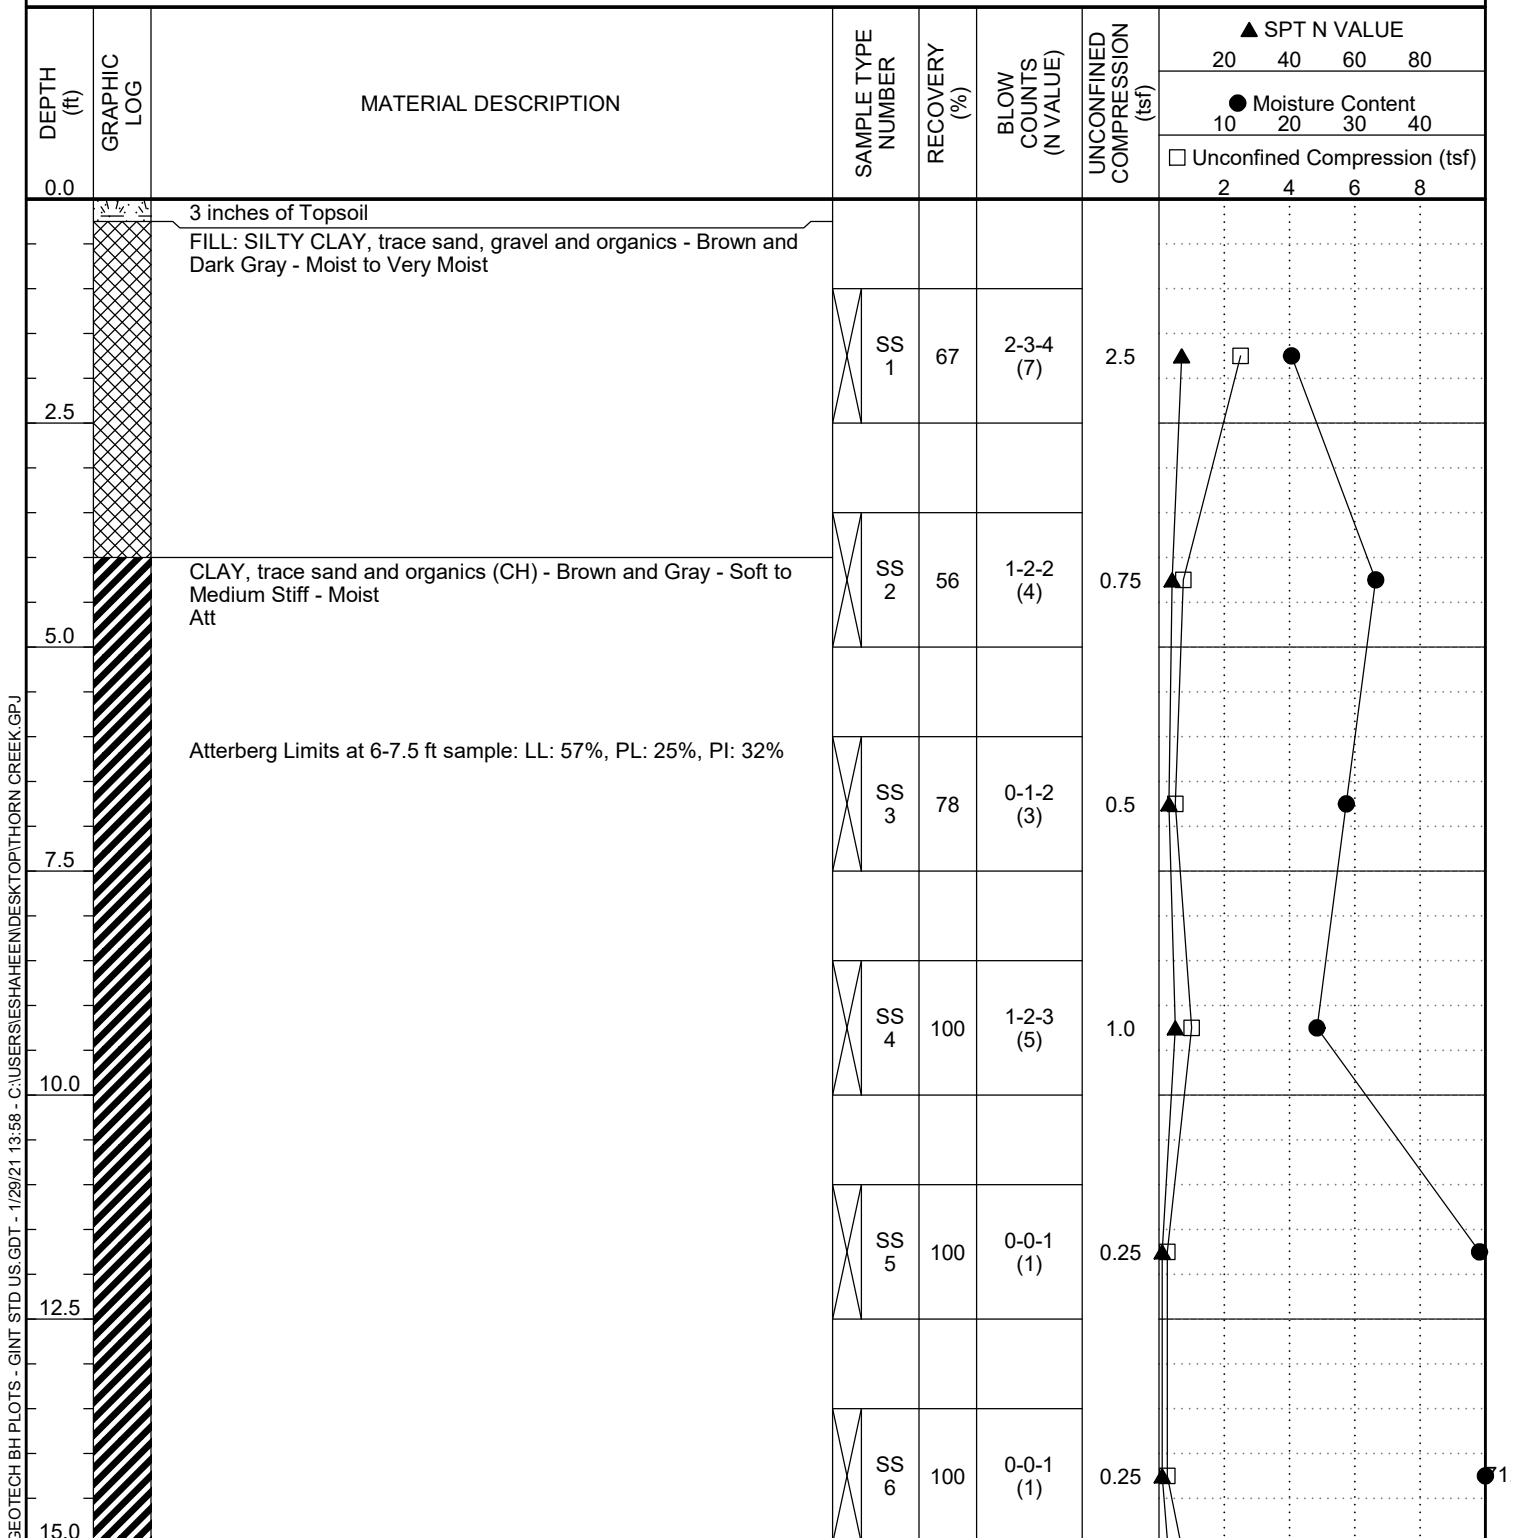 DEPTH
(ft)
GRAPHIC
LOG
MATERIAL DESCRIPTION
SAMPLE TYPE
NUMBER
RECOVERY
(%)
BLOW
COUNTS
(N VALUE)
UNCONFINED
COMPRESSION
(tsf)
▲ SPT N VALUE
20 40 60 80
● Moisture Content
10 20 30 40
□ Unconfined Compression (tsf)
2 4 6 8
0.0
3 inches of Topsoil
FILL: SILTY CLAY, trace sand, gravel and organics - Brown and
Dark Gray - Moist to Very Moist
SS
1
67
2-3-4
(7)
2.5
2.5
CLAY, trace sand and organics (CH) - Brown and Gray - Soft to
Medium Stiff - Moist
Att
SS
2
56
1-2-2
(4)
0.75
5.0
Atterberg Limits at 6-7.5 ft sample: LL: 57%, PL: 25%, PI: 32%
SS
3
78
0-1-2
(3)
0.5
7.5
SS
4
100
1-2-3
(5)
1.0
10.0
SS
5
100
0-0-1
(1)
0.25
12.5
SS
6
100
0-0-1
(1)
0.25
71
15.0
GEOTECH BH PLOTS - GINT STD US.GDT - 1/29/21 13:58 - C:\USERS\ESHAHEEN\DESKTOP\THORN CREEK.GPJ